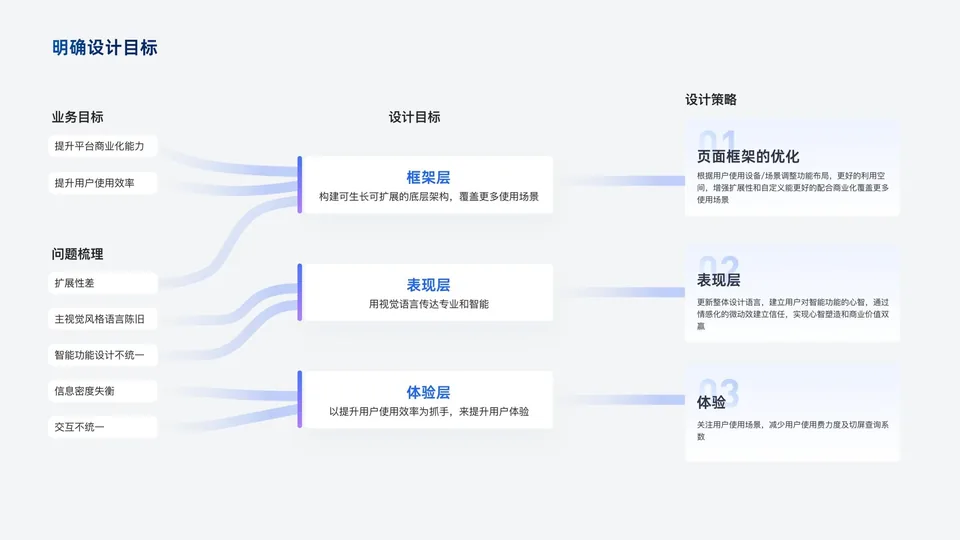 明确设计目标
业务目标
提升平台商业化能力
提升用户使用效率
问题梳理
扩展性差
主视觉风格语言陈旧
智能功能设计不统一
信息密度失衡
交互不统一
设计目标
框架层
构建可生长可扩展的底层架构，覆盖更多使用场景
表现层
用视觉语言传达专业和智能
体验层
以提升用户使用效率为抓手，来提升用户体验
设计策略
01
页面框架的优化
根据用户使用设备/场景调整功能布局，更好的利用空
间，增强扩展性和自定义能更好的配合商业化覆盖更多
使用场景
02
表现层
更新整体设计语言，建立用户对智能功能的心智，通过
情感化的微动效建立信任，实现心智塑造和商业价值双
赢
03
体验
关注用户使用场景，减少用户使用费力度及切屏查询系
数